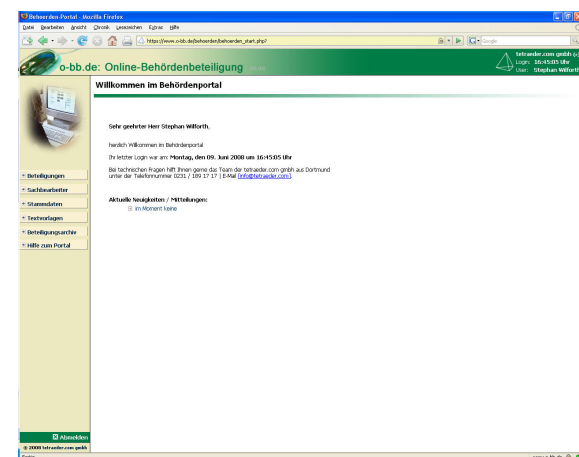 Behoerden-Portal - Mozilla Firefox
Datei Bearbeiten Ansicht Chronik Lesezeichen Extras Hilfe
https://www.o-bb.de/behoerden/behoerden_start.php?
Google
o-bb.de: Online-Behördenbeteiligung
tetraeder.com gmbh
Login: 16:45:05 Uhr
User: Stephan Wilforth
Willkommen im Behördenportal
Sehr geehrter Herr Stephan Wilforth,
herzlich Willkommen im Behördenportal
Ihr letzter Login war am: Montag, den 09. Juni 2008 um 16:45:05 Uhr
Bei technischen Fragen hilft Ihnen gerne das Team der tetraeder.com gmbh aus Dortmund
unter der Telefonnummer 0231 / 189 17 17 | E-Mail [info@tetraeder.com].
Aktuelle Neuigkeiten / Mitteilungen:
im Moment keine
Beteiligungen
Sachbearbeiter
Stammdaten
Textvorlagen
Beteiligungsarchiv
Hilfe zum Portal
Abmelden
© 2008 tetraeder.com gmbh
Fertig